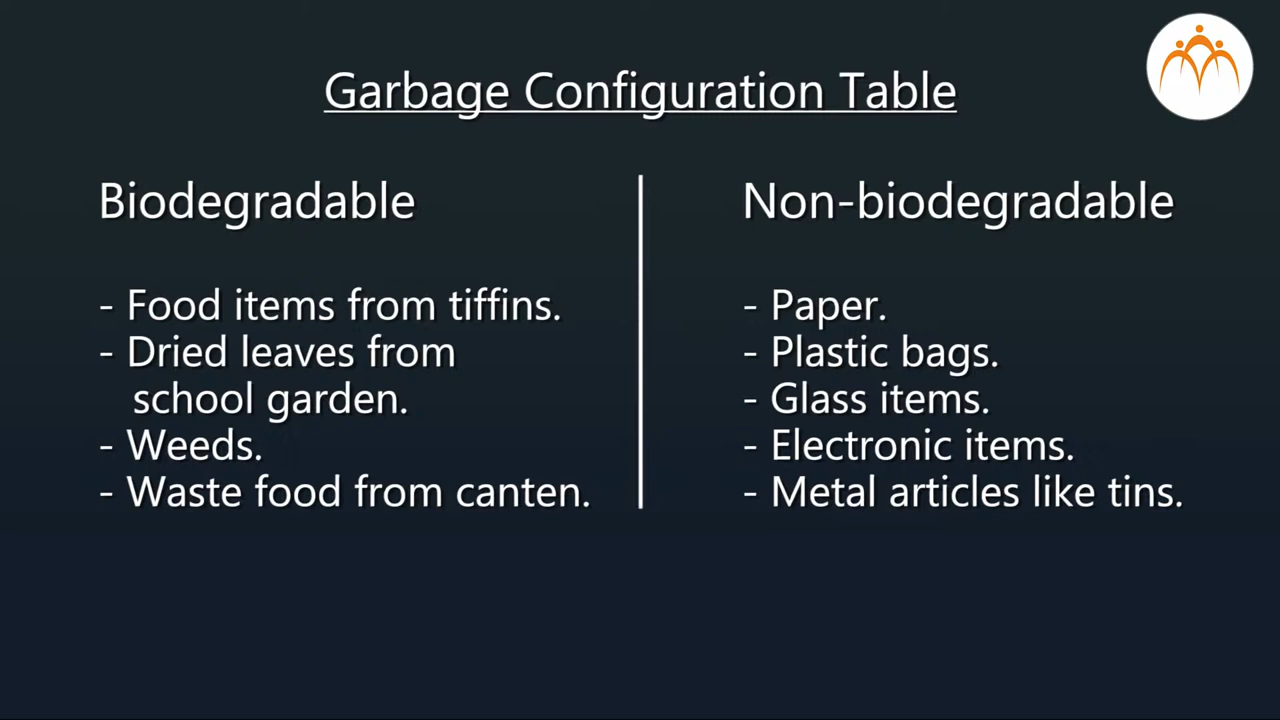 Garbage Configuration Table
Biodegradable
- Food items from tiffins.
- Dried leaves from
school garden.
- Weeds.
- Waste food from canten.
Non-biodegradable
- Paper.
- Plastic bags.
- Glass items.
- Electronic items.
- Metal articles like tins.